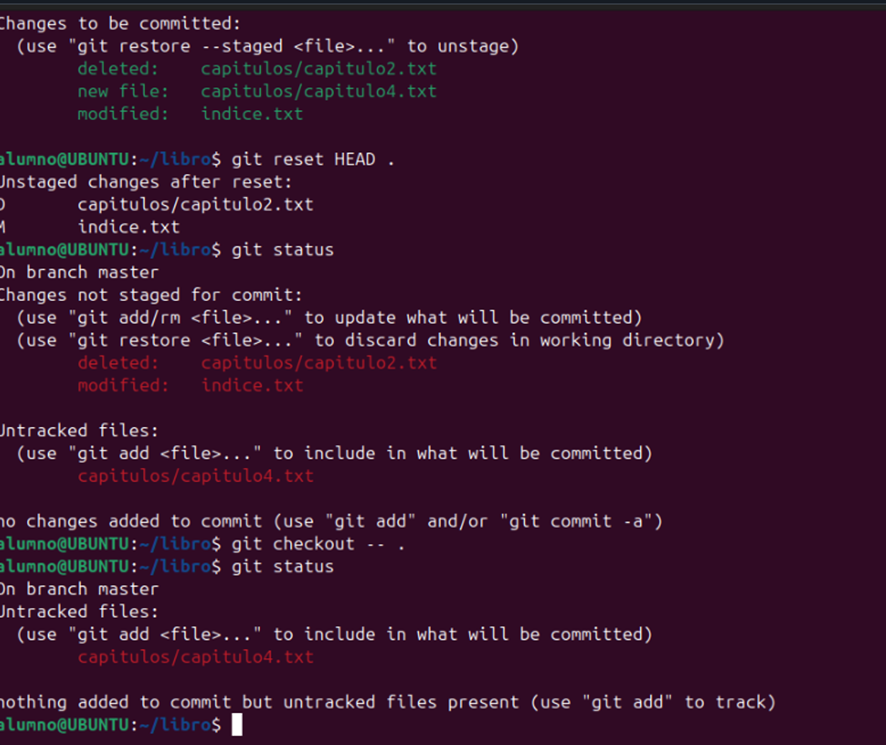 Changes to be committed:
  (use "git restore --staged <file>..." to unstage)
        deleted:    capitulos/capitulo2.txt
        new file:   capitulos/capitulo4.txt
        modified:   indice.txt

alumno@UBUNTU:~/libro$ git reset HEAD .
Unstaged changes after reset:
D       capitulos/capitulo2.txt
M       indice.txt
alumno@UBUNTU:~/libro$ git status
On branch master
Changes not staged for commit:
  (use "git add/rm <file>..." to update what will be committed)
  (use "git restore <file>..." to discard changes in working directory)
        deleted:    capitulos/capitulo2.txt
        modified:   indice.txt

Untracked files:
  (use "git add <file>..." to include in what will be committed)
        capitulos/capitulo4.txt

no changes added to commit (use "git add" and/or "git commit -a")
alumno@UBUNTU:~/libro$ git checkout -- .
alumno@UBUNTU:~/libro$ git status
On branch master
Untracked files:
  (use "git add <file>..." to include in what will be committed)
        capitulos/capitulo4.txt

nothing added to commit but untracked files present (use "git add" to track)
alumno@UBUNTU:~/libro$